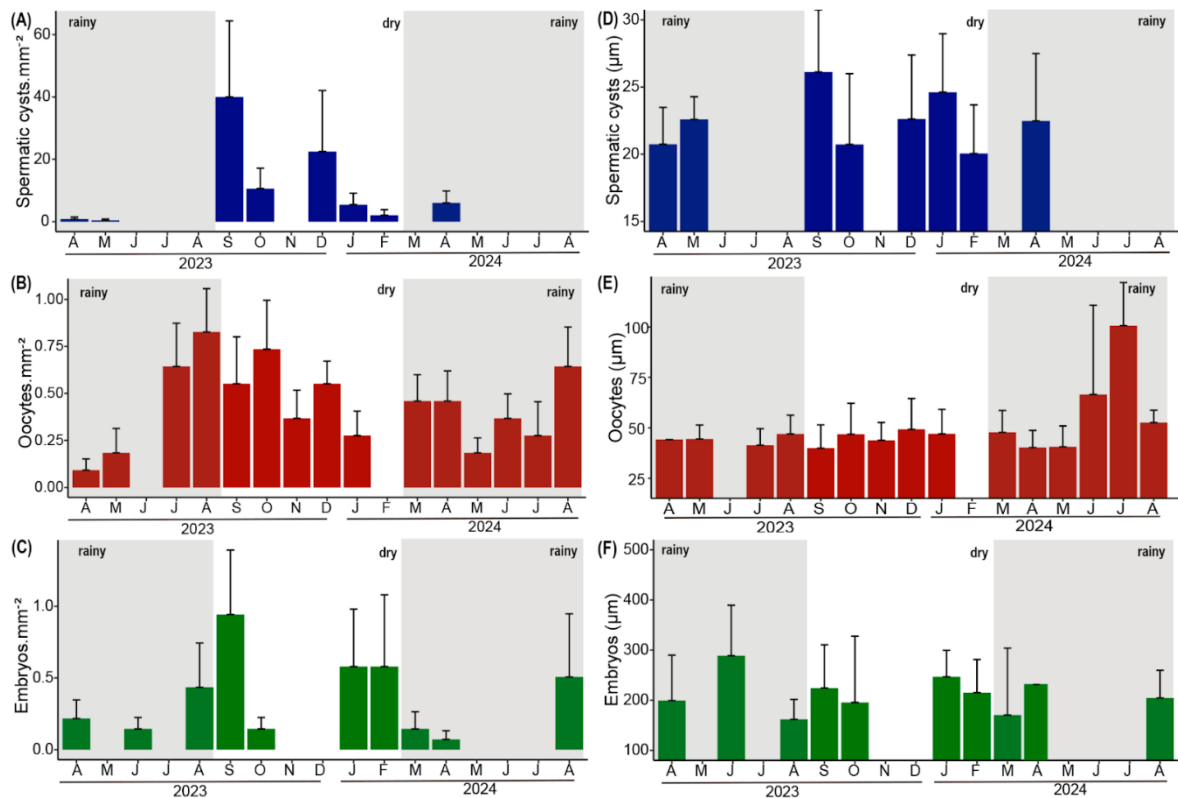 (A)
rainy
dry
rainy
Spermatic cysts.mm⁻²
60
40
20
0
A M J J A S O N D J F M A M J J A
2023 2024
(D)
rainy
dry
rainy
Spermatic cysts (µm)
30
25
20
15
A M J J A S O N D J F M A M J J A
2023 2024
(B)
rainy
dry
rainy
Oocytes.mm⁻²
1.00
0.75
0.50
0.25
0.00
A M J J A S O N D J F M A M J J A
2023 2024
(E)
rainy
dry
rainy
Oocytes (µm)
100
75
50
25
A M J J A S O N D J F M A M J J A
2023 2024
(C)
rainy
dry
rainy
Embryos.mm⁻²
1.0
0.5
0.0
A M J J A S O N D J F M A M J J A
2023 2024
(F)
rainy
dry
rainy
Embryos (µm)
500
400
300
200
100
A M J J A S O N D J F M A M J J A
2023 2024